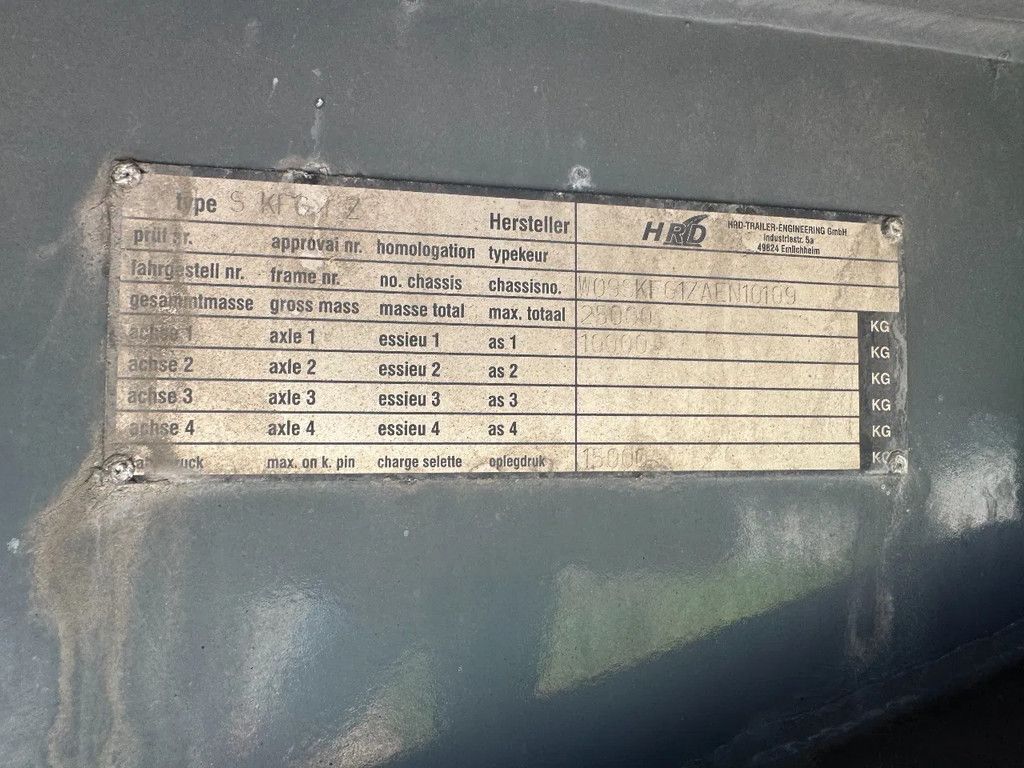 type S KFG1Z Hersteller HRD HRD-TRAILER-ENGINEERING GmbH
Industriestr. 5a
49824 Emlichheim
prüf nr. approval nr. homologation typekeur
fahrgestell nr. frame nr. no. chassis chassisno. W09SKFG1ZAEN10109
gesammtmasse gross mass masse total max. totaal 25000 KG
achse 1 axle 1 essieu 1 as 1 10000 KG
achse 2 axle 2 essieu 2 as 2 KG
achse 3 axle 3 essieu 3 as 3 KG
achse 4 axle 4 essieu 4 as 4 KG
max. on k. pin charge selette oplegdruk 15000 KG